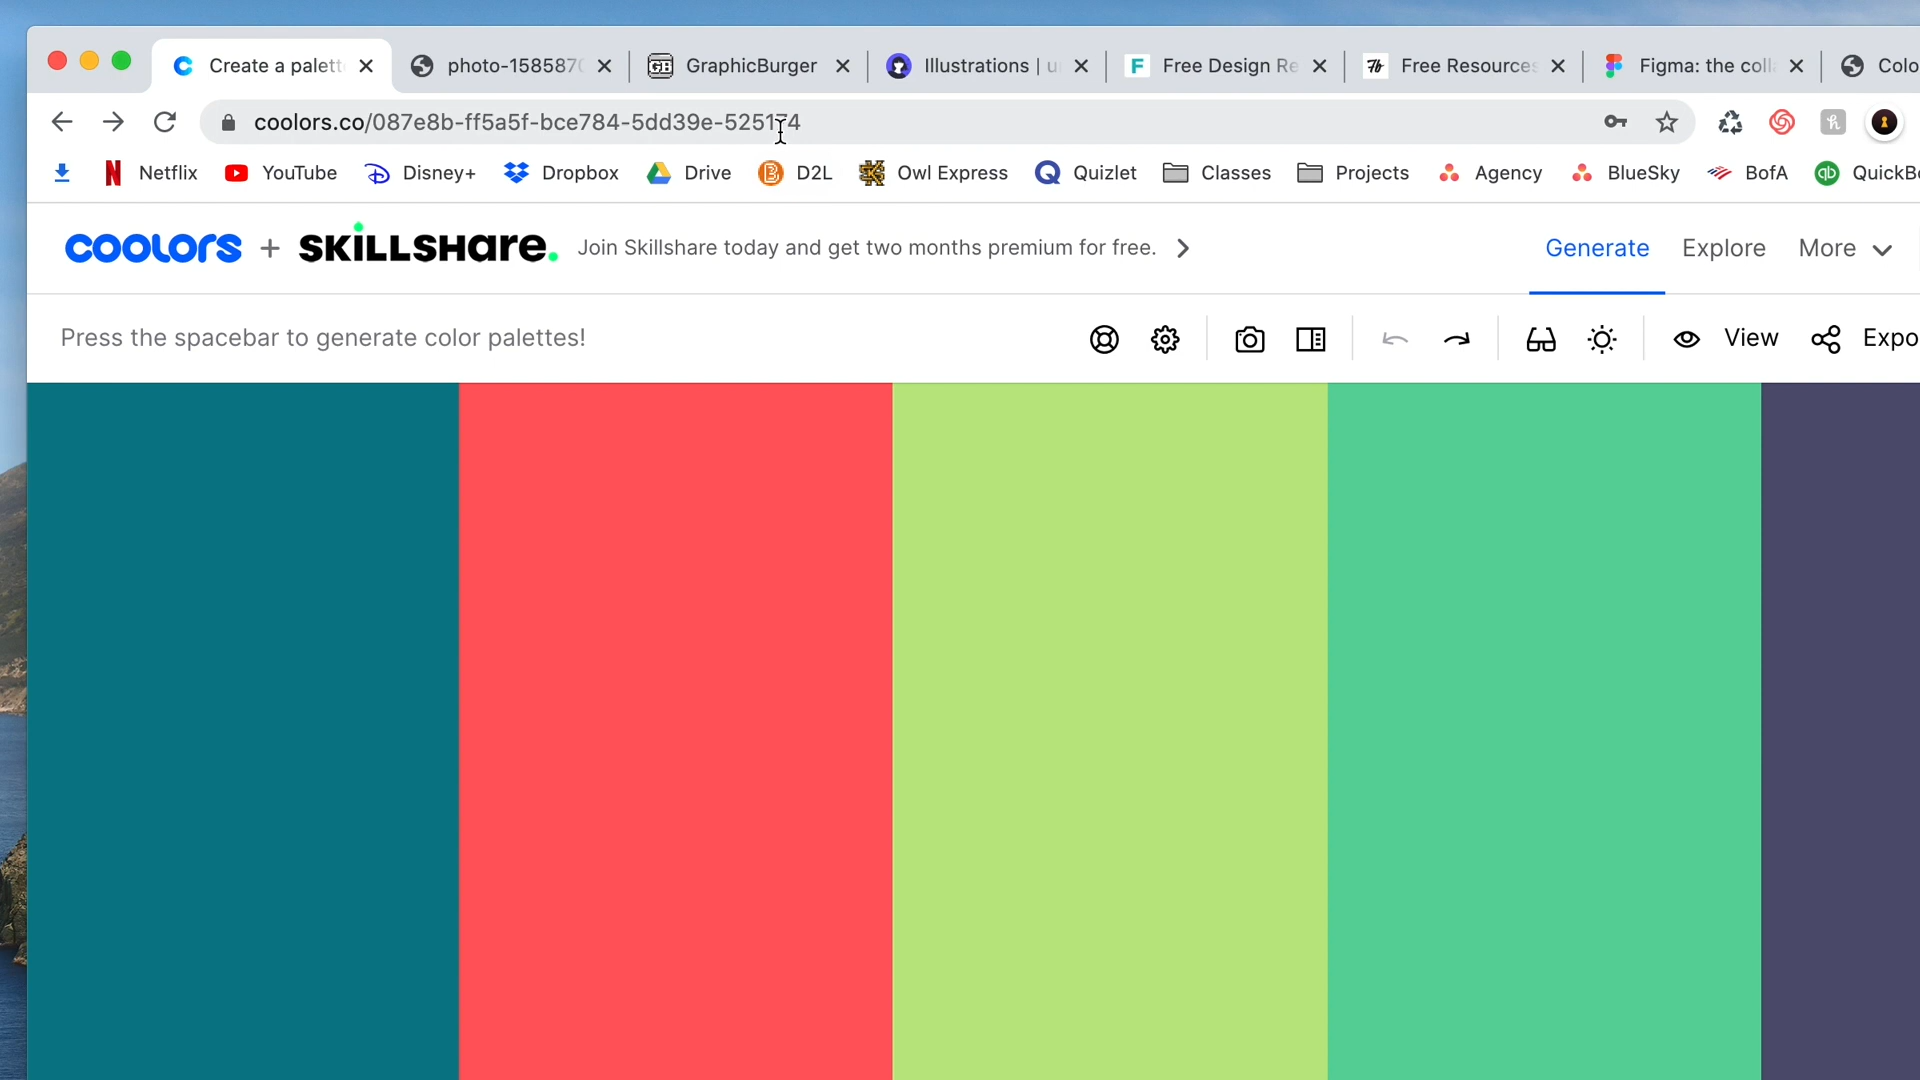 Create a palett
photo-158587
GraphicBurger
Illustrations | u
Free Design Re
Free Resources
Figma: the coll
Colo
coolors.co/087e8b-ff5a5f-bce784-5dd39e-525174
Netflix YouTube Disney+ Dropbox Drive D2L Owl Express Quizlet Classes Projects Agency BlueSky BofA QuickB
coolors + SKILLSHARE. Join Skillshare today and get two months premium for free. Generate Explore More
Press the spacebar to generate color palettes! View Expo